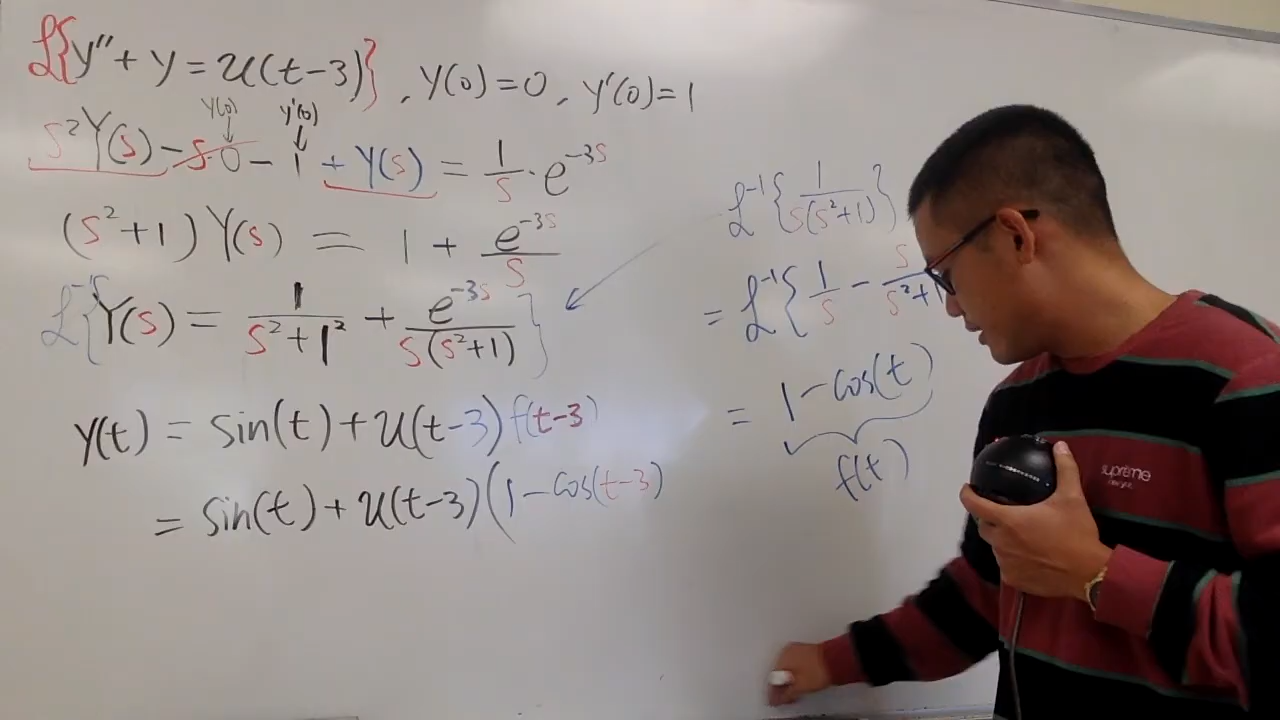 ℒ{y'' + y = u(t-3)}, y(0)=0, y'(0)=1
y(0) y'(0)
s²Y(s) - s·0 - 1 + Y(s) = 1/s · e^{-3s}
(s²+1) Y(s) = 1 + e^{-3s}/s
ℒ^{-1}{Y(s) = 1/(s²+1²) + e^{-3s}/(s(s²+1))}
y(t) = sin(t) + u(t-3) f(t-3)
= sin(t) + u(t-3)(1 - cos(t-3)
ℒ^{-1}{1/(s(s²+1))}
= ℒ^{-1}{1/s - s/(s²+1
= 1 - cos(t)
f(t)
supreme